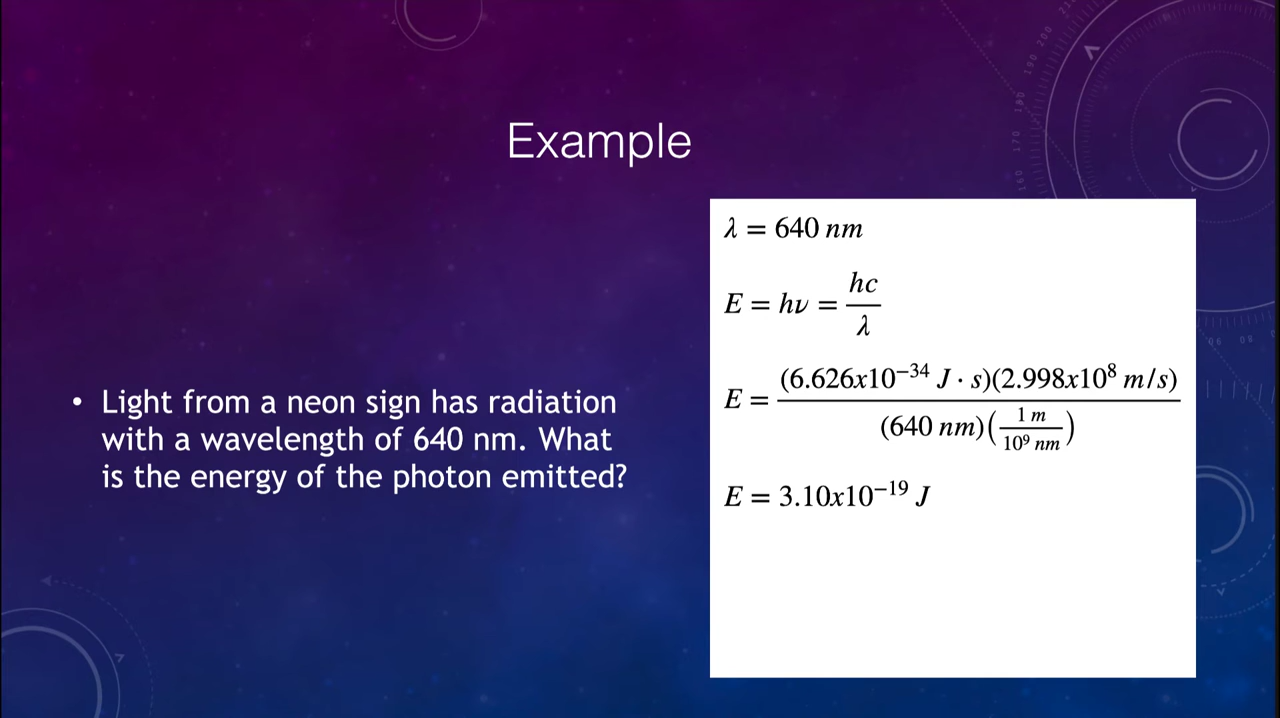 Example
• Light from a neon sign has radiation
with a wavelength of 640 nm. What
is the energy of the photon emitted?
λ = 640 nm
E = hν = hc/λ
E = (6.626x10⁻³⁴ J · s)(2.998x10⁸ m/s)/(640 nm)(1 m/10⁹ nm)
E = 3.10x10⁻¹⁹ J